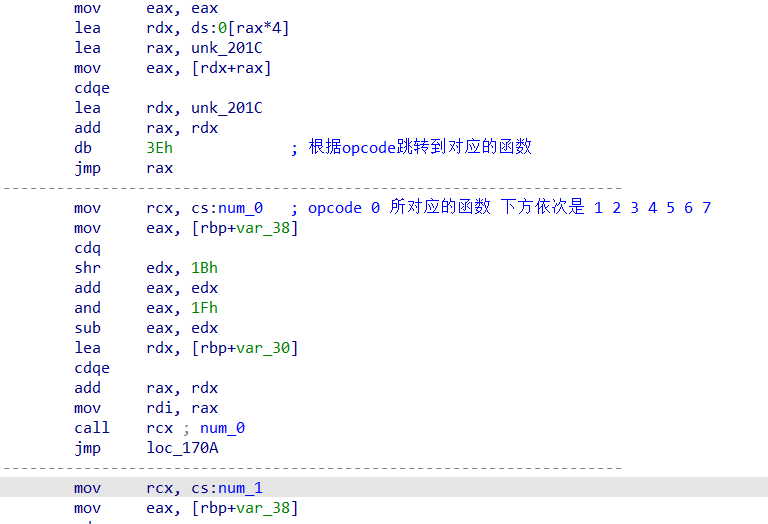 mov eax, eax
lea rdx, ds:0[rax*4]
lea rax, unk_201C
mov eax, [rdx+rax]
cdqe
lea rdx, unk_201C
add rax, rdx
db 3Eh ; 根据opcode跳转到对应的函数
jmp rax
mov rcx, cs:num_0 ; opcode 0 所对应的函数 下方依次是 1 2 3 4 5 6 7
mov eax, [rbp+var_38]
cdq
shr edx, 1Bh
add eax, edx
and eax, 1Fh
sub eax, edx
lea rdx, [rbp+var_30]
cdqe
add rax, rdx
mov rdi, rax
call rcx ; num_0
jmp loc_170A
mov rcx, cs:num_1
mov eax, [rbp+var_38]